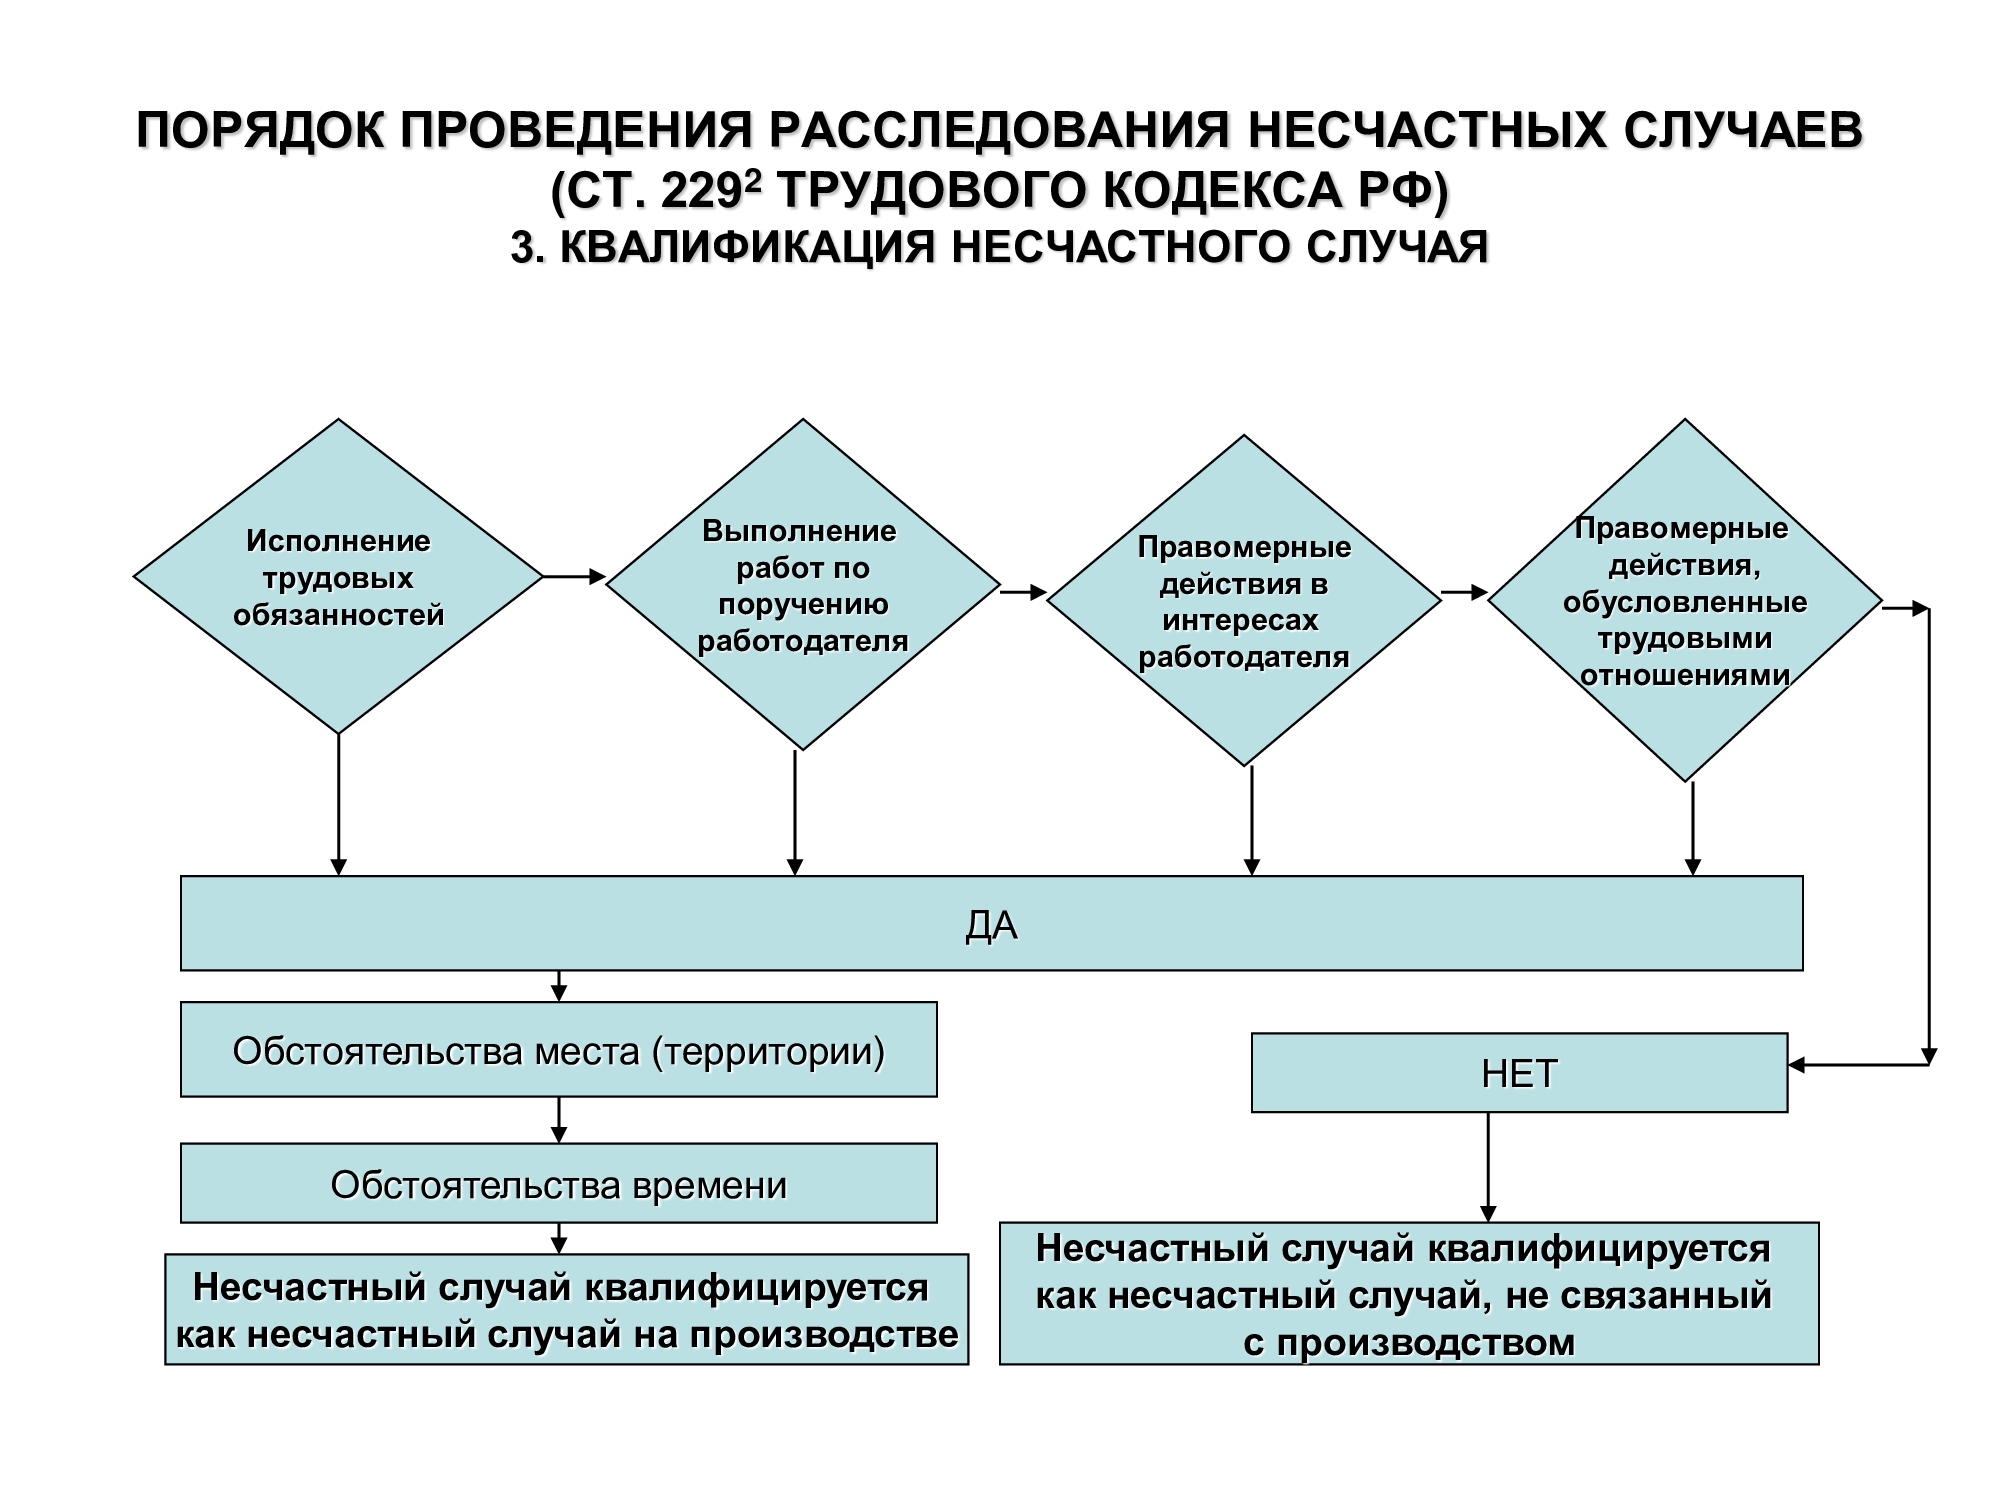 ПОРЯДОК ПРОВЕДЕНИЯ РАССЛЕДОВАНИЯ НЕСЧАСТНЫХ СЛУЧАЕВ
(СТ. 229² ТРУДОВОГО КОДЕКСА РФ)
3. КВАЛИФИКАЦИЯ НЕСЧАСТНОГО СЛУЧАЯ
Исполнение
трудовых
обязанностей
Выполнение
работ по
поручению
работодателя
Правомерные
действия в
интересах
работодателя
Правомерные
действия,
обусловленные
трудовыми
отношениями
ДА
Обстоятельства места (территории)
Обстоятельства времени
Несчастный случай квалифицируется
как несчастный случай на производстве
НЕТ
Несчастный случай квалифицируется
как несчастный случай, не связанный
с производством